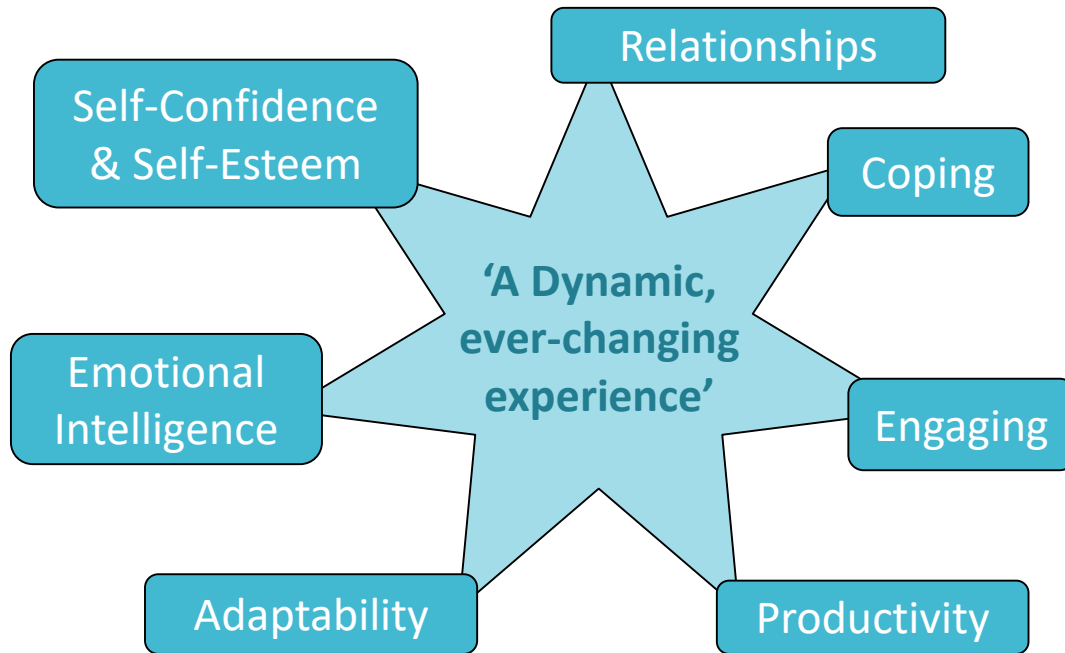 Relationships
Self-Confidence
& Self-Esteem
Coping
‘A Dynamic,
ever-changing
experience’
Emotional
Intelligence
Engaging
Adaptability
Productivity